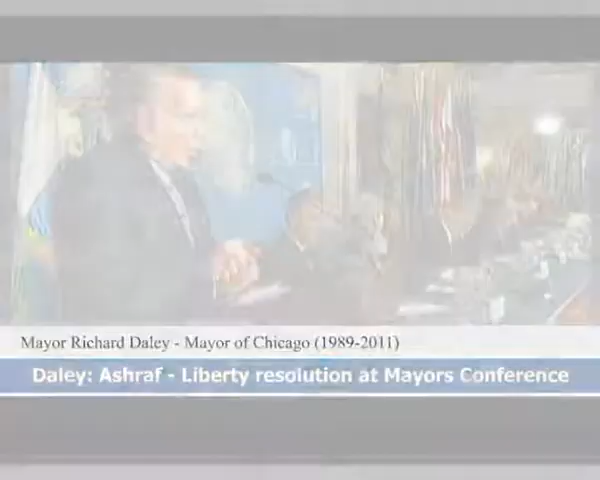 Mayor Richard Daley - Mayor of Chicago (1989-2011)
Daley: Ashraf - Liberty resolution at Mayors Conference